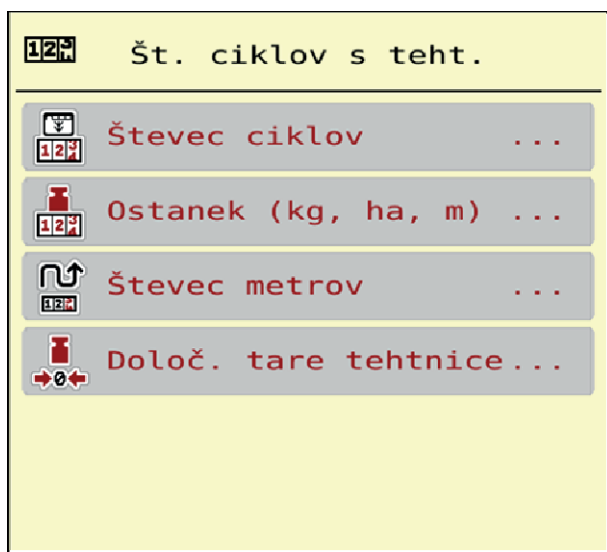 Št. ciklov s teht.
Števec ciklov ...
Ostanek (kg, ha, m) ...
Števec metrov ...
Določ. tare tehtnice...